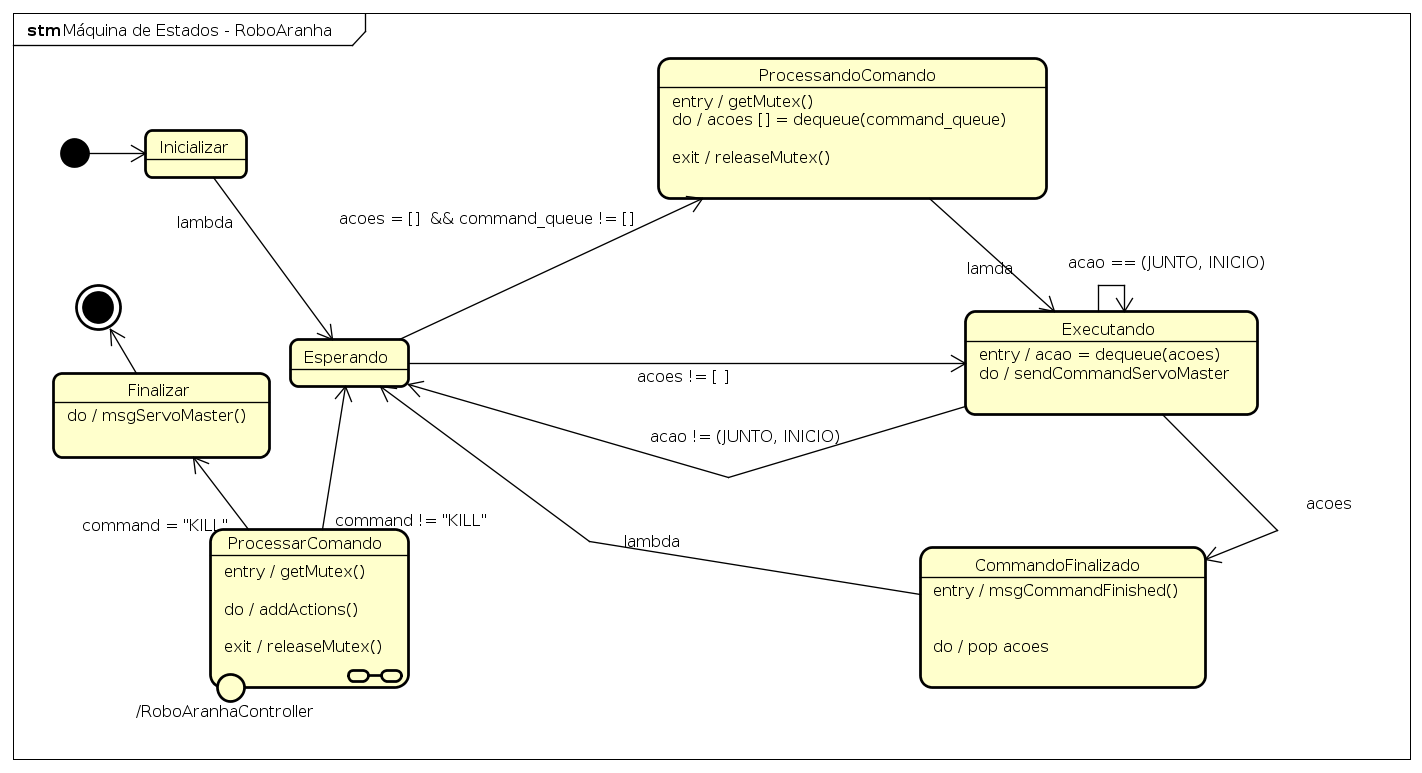 stm Máquina de Estados - RoboAranha
ProcessandoComando
entry / getMutex()
do / acoes [ ] = dequeue(command_queue)
exit / releaseMutex()
Inicializar
lambda
acoes = [ ]  && command_queue != [ ]
lamda
acao == (JUNTO, INICIO)
Executando
entry / acao = dequeue(acoes)
do / sendCommandServoMaster
Esperando
acoes != [ ]
Finalizar
do / msgServoMaster()
acao != (JUNTO, INICIO)
acoes
command = "KILL"
command != "KILL"
lambda
ProcessarComando
entry / getMutex()
do / addActions()
exit / releaseMutex()
/RoboAranhaController
CommandoFinalizado
entry / msgCommandFinished()
do / pop acoes